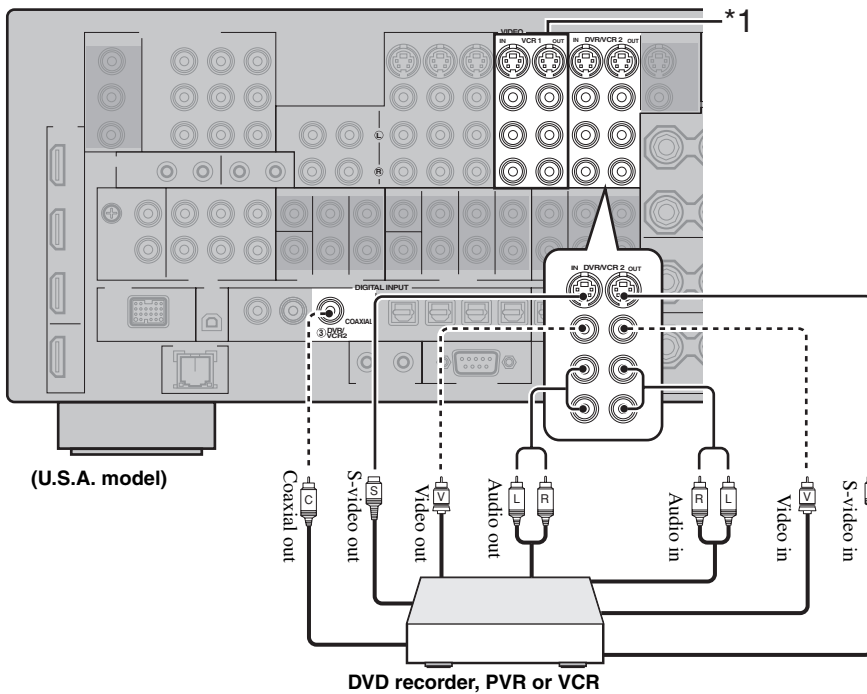 *1
VIDEO
IN VCR 1 OUT
IN DVR/VCR 2 OUT
L
R
IN DVR/VCR 2 OUT
DIGITAL INPUT
COAXIAL
③ DVR/
VCR2
(U.S.A. model)
Coaxial out
C
S-video out
S
Video out
V
Audio out
L
R
Audio in
R
L
Video in
V
S-video in
DVD recorder, PVR or VCR